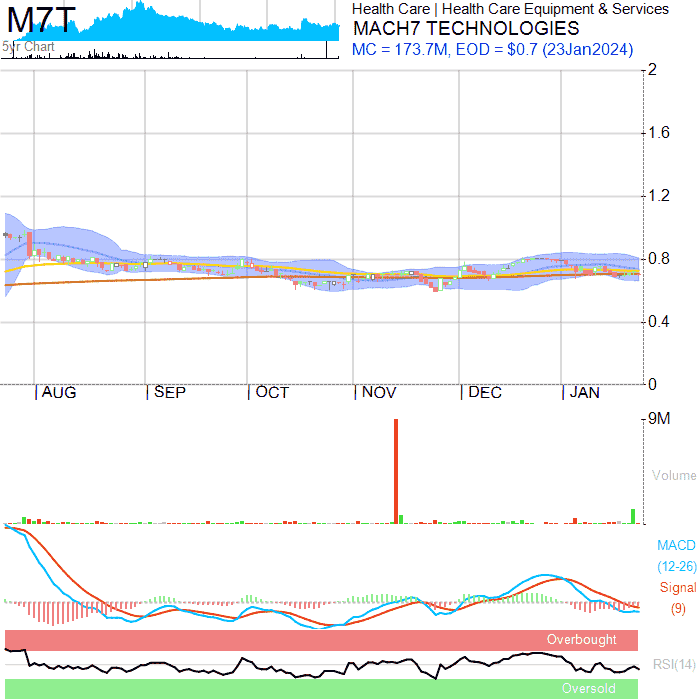 M7T
Health Care | Health Care Equipment & Services
MACH7 TECHNOLOGIES
5yr Chart
MC = 173.7M, EOD = $0.7 (23Jan2024)
2
1.6
1.2
0.8
0.4
0
AUG
SEP
OCT
NOV
DEC
JAN
9M
Volume
MACD
(12-26)
Signal
(9)
Overbought
RSI(14)
Oversold